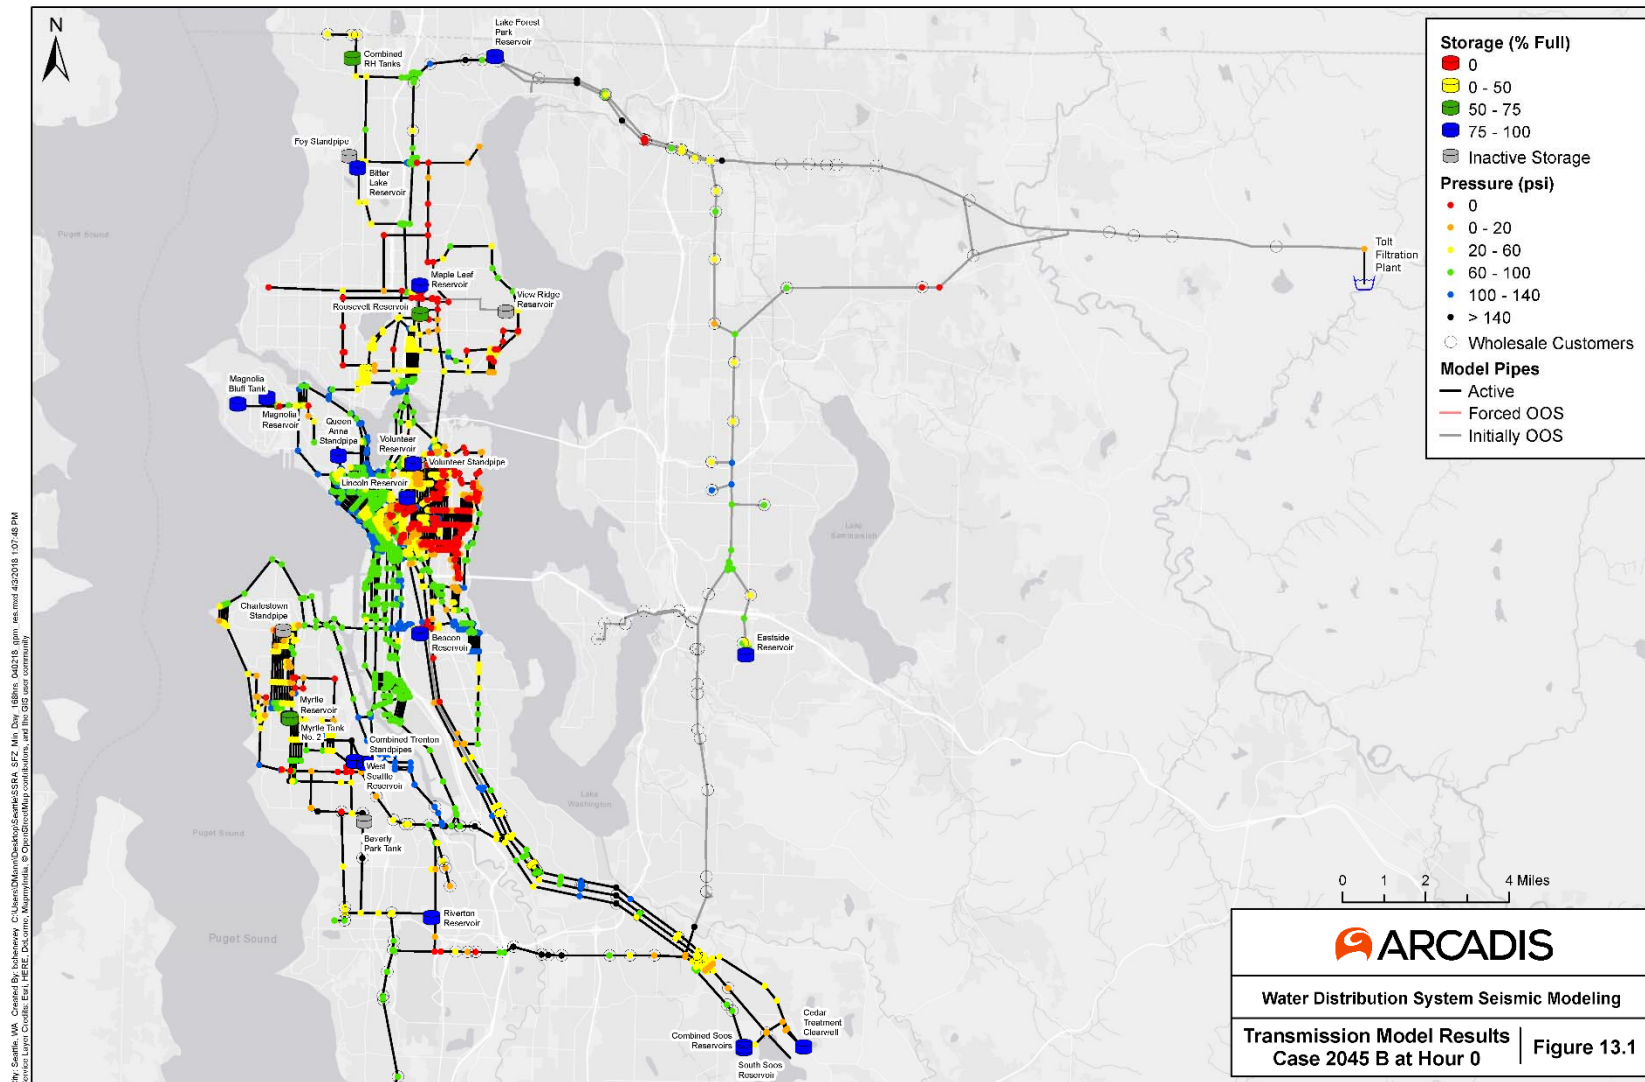 N
Lake Forest
Park
Reservoir
Combined
RH Tanks
Foy Standpipe
Bitter
Lake
Reservoir
Puget Sound
Maple Leaf
Reservoir
Roosevelt Reservoir
View Ridge
Reservoir
Tolt
Filtration
Plant
Magnolia
Bluff Tank
Magnolia
Reservoir
Queen
Anne
Standpipe
Volunteer
Reservoir
Volunteer Standpipe
Lincoln Reservoir
Lake
Sammamish
Charlestown
Standpipe
Beacon
Reservoir
Eastside
Reservoir
Myrtle
Reservoir
Myrtle Tank
No. 2
Combined Trenton
Standpipes
West
Seattle
Reservoir
Lake
Washington
Puget Sound
Beverly
Park Tank
Riverton
Reservoir
Puget Sound
Combined Soos
Reservoirs
South Soos
Reservoir
Cedar
Treatment
Clearwell
Storage (% Full)
0
0 - 50
50 - 75
75 - 100
Inactive Storage
Pressure (psi)
0
0 - 20
20 - 60
60 - 100
100 - 140
> 140
Wholesale Customers
Model Pipes
Active
Forced OOS
Initially OOS
0 1 2 4 Miles
ARCADIS
Water Distribution System Seismic Modeling
Transmission Model Results
Case 2045 B at Hour 0
Figure 13.1